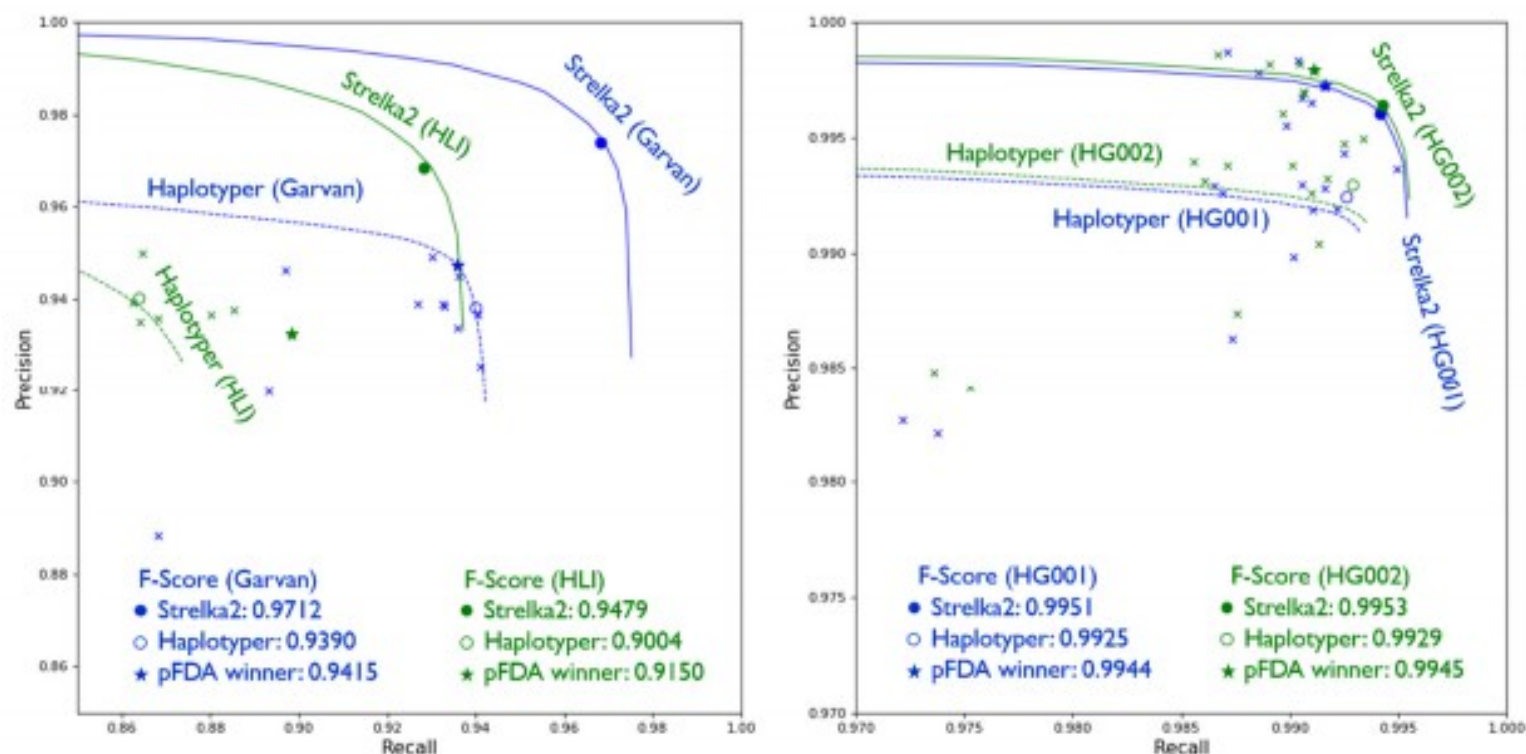 1.00
0.98
0.96
0.94
0.92
0.90
0.88
0.86
Precision
0.86
0.88
0.90
0.92
0.94
0.96
0.98
1.00
Recall
Strelka2 (HLI)
Strelka2 (Garvan)
Haplotyper (Garvan)
Haplotyper (HLI)
F-Score (Garvan)
Strelka2: 0.9712
Haplotyper: 0.9390
pFDA winner: 0.9415
F-Score (HLI)
Strelka2: 0.9479
Haplotyper: 0.9004
pFDA winner: 0.9150
1.000
0.995
0.990
0.985
0.980
0.975
0.970
Precision
0.970
0.975
0.980
0.985
0.990
0.995
1.000
Recall
Strelka2 (HG002)
Haplotyper (HG002)
Haplotyper (HG001)
Strelka2 (HG001)
F-Score (HG001)
Strelka2: 0.9951
Haplotyper: 0.9925
pFDA winner: 0.9944
F-Score (HG002)
Strelka2: 0.9953
Haplotyper: 0.9929
pFDA winner: 0.9945